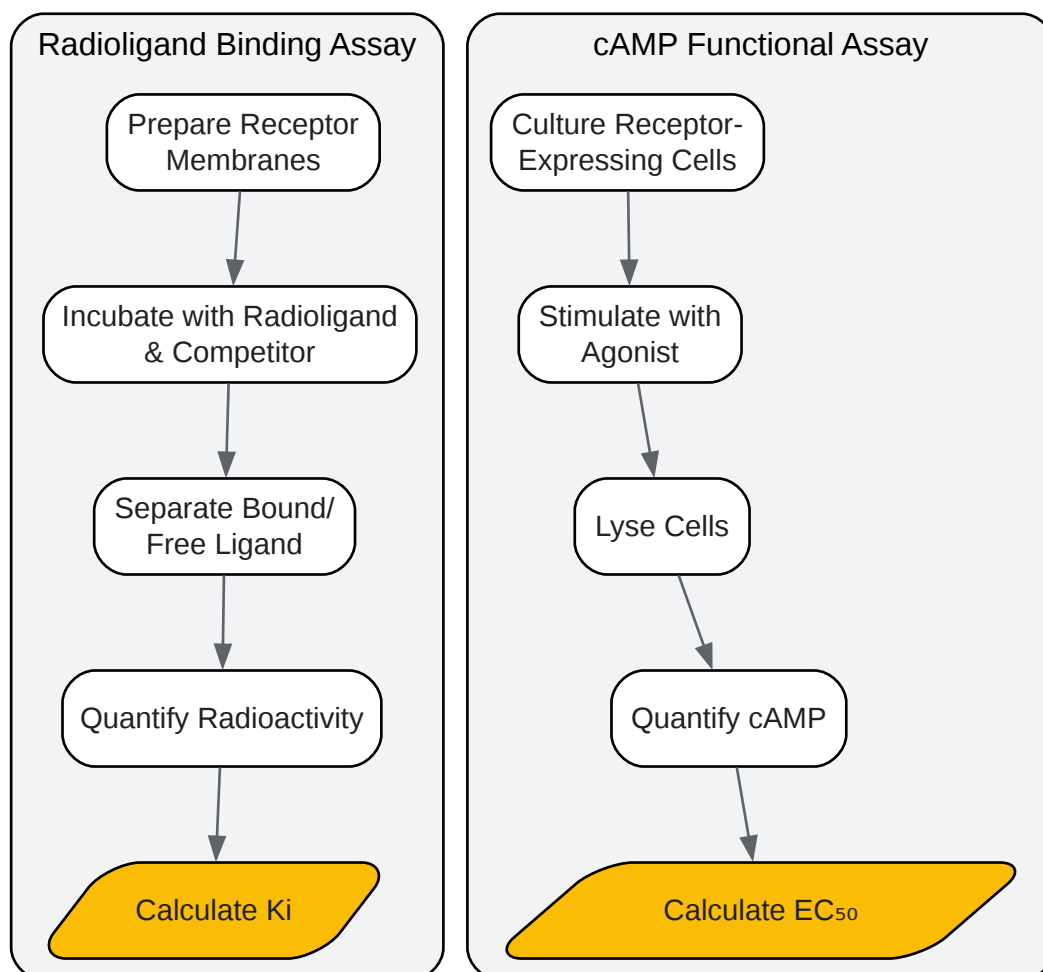 Radioligand Binding Assay
Prepare Receptor
Membranes
Incubate with Radioligand
& Competitor
Separate Bound/
Free Ligand
Quantify Radioactivity
Calculate Ki
cAMP Functional Assay
Culture Receptor-
Expressing Cells
Stimulate with
Agonist
Lyse Cells
Quantify cAMP
Calculate EC₅₀